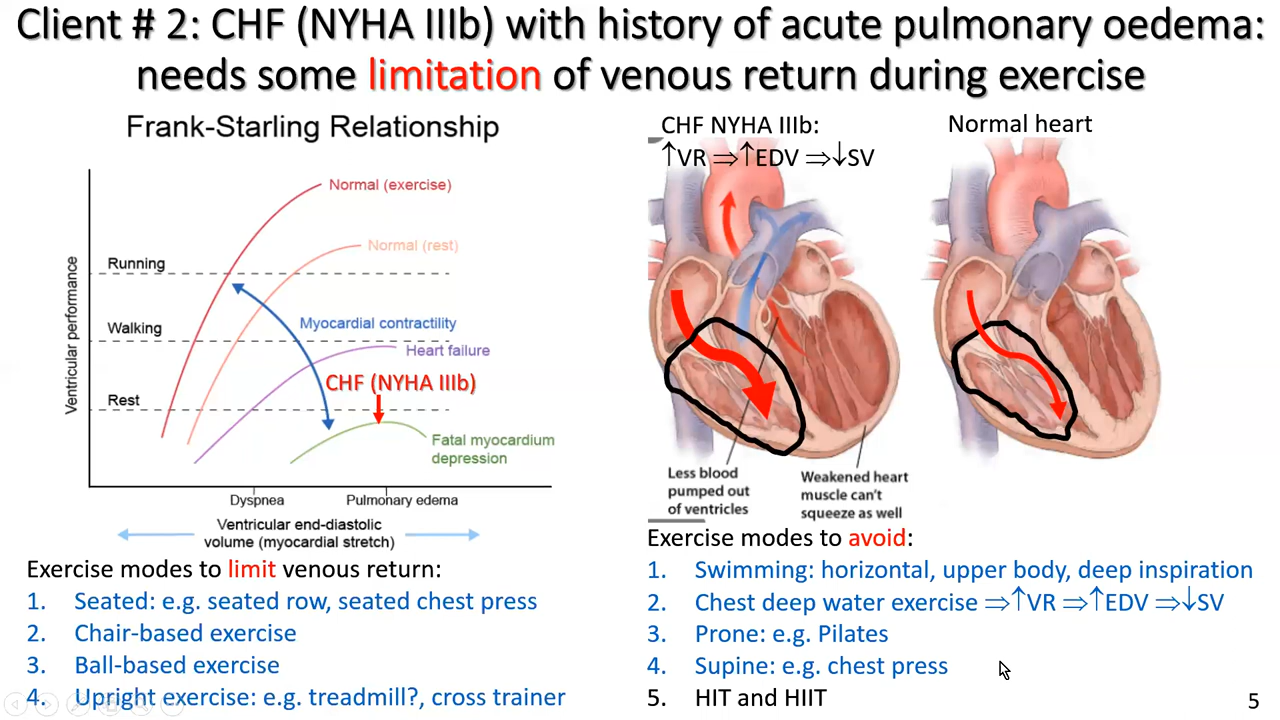 Client # 2: CHF (NYHA IIIb) with history of acute pulmonary oedema:
needs some limitation of venous return during exercise
Frank-Starling Relationship
Ventricular performance
Running
Walking
Rest
Normal (exercise)
Normal (rest)
Myocardial contractility
Heart failure
CHF (NYHA IIIb)
Fatal myocardium
depression
Dyspnea
Pulmonary edema
Ventricular end-diastolic
volume (myocardial stretch)
CHF NYHA IIIb:
↑VR ⇒↑EDV ⇒↓SV
Normal heart
Less blood
pumped out
of ventricles
Weakened heart
muscle can't
squeeze as well
Exercise modes to limit venous return:
1. Seated: e.g. seated row, seated chest press
2. Chair-based exercise
3. Ball-based exercise
4. Upright exercise: e.g. treadmill?, cross trainer
Exercise modes to avoid:
1. Swimming: horizontal, upper body, deep inspiration
2. Chest deep water exercise ⇒↑VR ⇒↑EDV ⇒↓SV
3. Prone: e.g. Pilates
4. Supine: e.g. chest press
5. HIT and HIIT
5